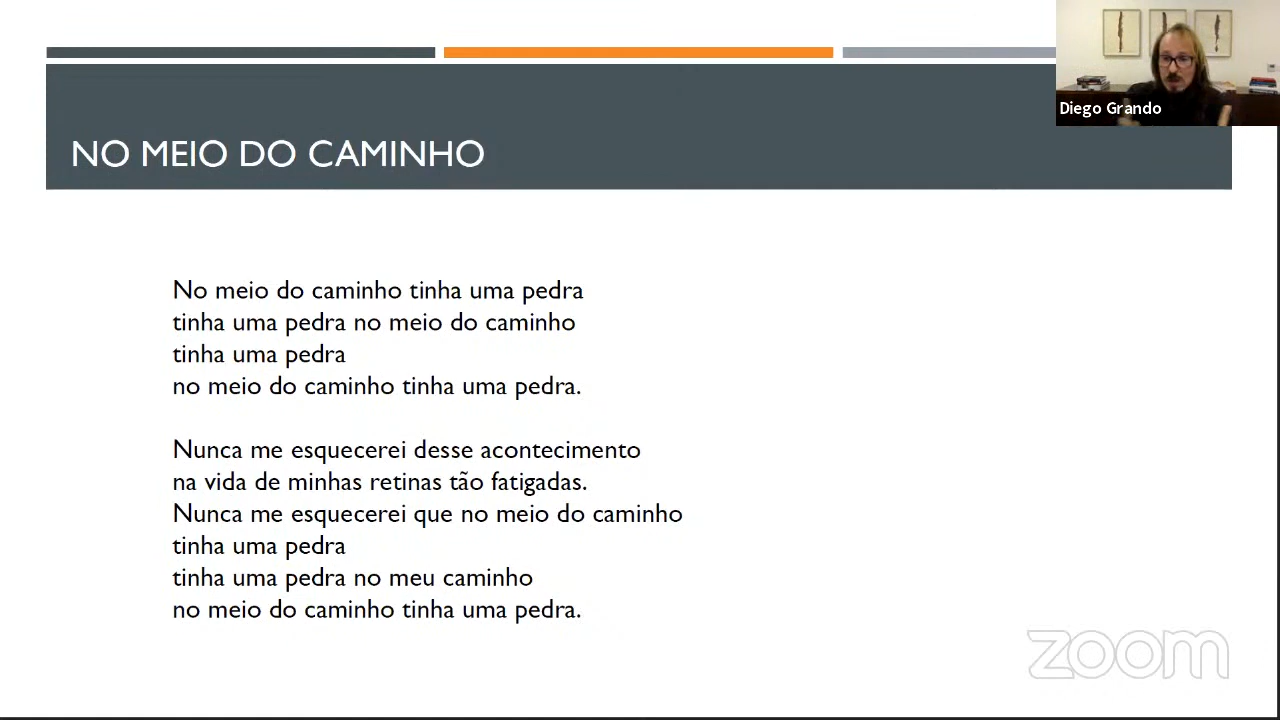 Diego Grando
NO MEIO DO CAMINHO
No meio do caminho tinha uma pedra
tinha uma pedra no meio do caminho
tinha uma pedra
no meio do caminho tinha uma pedra.
Nunca me esquecerei desse acontecimento
na vida de minhas retinas tão fatigadas.
Nunca me esquecerei que no meio do caminho
tinha uma pedra
tinha uma pedra no meu caminho
no meio do caminho tinha uma pedra.
zoom